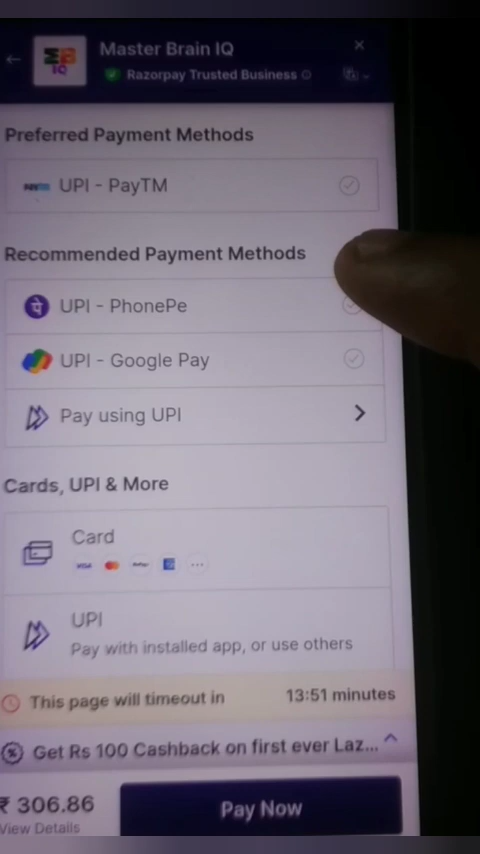 Master Brain IQ
Razorpay Trusted Business
Preferred Payment Methods
UPI - PayTM
Recommended Payment Methods
UPI - PhonePe
UPI - Google Pay
Pay using UPI
Cards, UPI & More
Card
VISA
UPI
Pay with installed app, or use others
This page will timeout in 13:51 minutes
Get Rs 100 Cashback on first ever Laz...
₹ 306.86
View Details
Pay Now